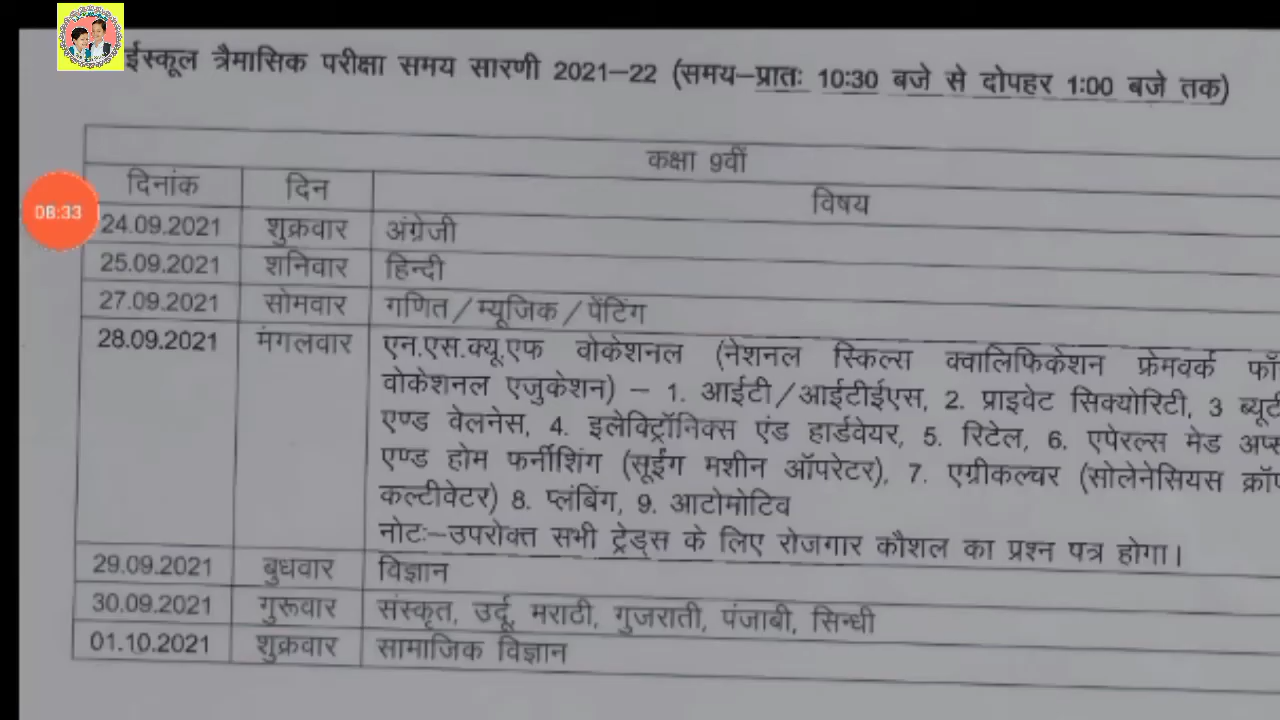 ईस्कूल त्रैमासिक परीक्षा समय सारणी 2021–22 (समय–प्रातः 10:30 बजे से दोपहर 1:00 बजे तक)
कक्षा 9वीं
दिनांक दिन विषय
08:33
24.09.2021 शुक्रवार अंग्रेजी
25.09.2021 शनिवार हिन्दी
27.09.2021 सोमवार गणित/म्यूजिक/पेंटिंग
28.09.2021 मंगलवार एन.एस.क्यू.एफ वोकेशनल (नेशनल स्किल्स क्वालिफिकेशन फ्रेमवर्क फॉ
वोकेशनल एजुकेशन) – 1. आईटी/आईटीईएस, 2. प्राइवेट सिक्योरिटी, 3 ब्यूटी
एण्ड वेलनेस, 4. इलेक्ट्रॉनिक्स एंड हार्डवेयर, 5. रिटेल, 6. एपेरल्स मेड अप्स
एण्ड होम फर्नीशिंग (सूईंग मशीन ऑपरेटर), 7. एग्रीकल्चर (सोलेनेसियस क्रॉप
कल्टीवेटर) 8. प्लंबिंग, 9. आटोमोटिव
नोटः–उपरोक्त सभी ट्रेड्स के लिए रोजगार कौशल का प्रश्न पत्र होगा।
29.09.2021 बुधवार विज्ञान
30.09.2021 गुरूवार संस्कृत, उर्दू, मराठी, गुजराती, पंजाबी, सिन्धी
01.10.2021 शुक्रवार सामाजिक विज्ञान